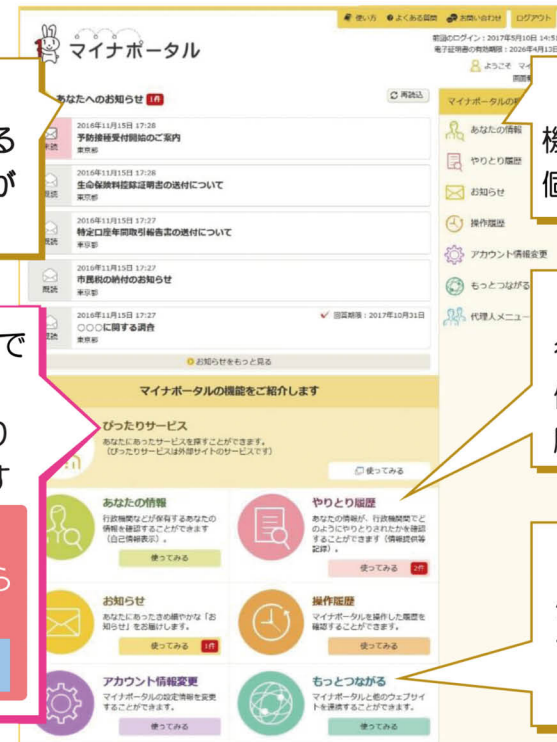 使い方 よくある質問 お問い合わせ ログアウト
前回のログイン：2017年5月10日 14:51
電子証明書の有効期限：2026年4月13日
マイナポータル
ようこそ マイ
あなたへのお知らせ 1件
再読込
マイナポータルの
2016年11月15日 17:28
予防接種受付開始のご案内
東京都
未読
2016年11月15日 17:28
生命保険料控除証明書の送付について
東京都
既読
2016年11月15日 17:27
特定口座年間取引報告書の送付について
東京都
既読
2016年11月15日 17:27
市民税の納付のお知らせ
東京都
既読
2016年11月15日 17:27
回答期限：2017年10月31日
○○○に関する調査
東京都
既読
お知らせをもっと見る
あなたの情報
やりとり履歴
お知らせ
操作履歴
アカウント情報変更
もっとつながる
代理人メニュー
る
が
機
個
で
り
す
ら
マイナポータルの機能をご紹介します
ぴったりサービス
あなたにあったサービスを探すことができます。
（ぴったりサービスは外部サイトのサービスです）
使ってみる
あなたの情報
行政機関などが保有するあなたの
情報を確認することができます
（自己情報表示）。
使ってみる
やりとり履歴
あなたの情報が、行政機関間でど
のようにやりとりされたかを確認
することができます（情報提供等
記録）。
使ってみる 2件
お知らせ
あなたにあったきめ細やかな「お
知らせ」をお届けします。
使ってみる 1件
操作履歴
マイナポータルを操作した履歴を
確認することができます。
使ってみる
アカウント情報変更
マイナポータルの設定情報を変更
することができます。
使ってみる
もっとつながる
マイナポータルと他のウェブサイ
トを連携することができます。
使ってみる